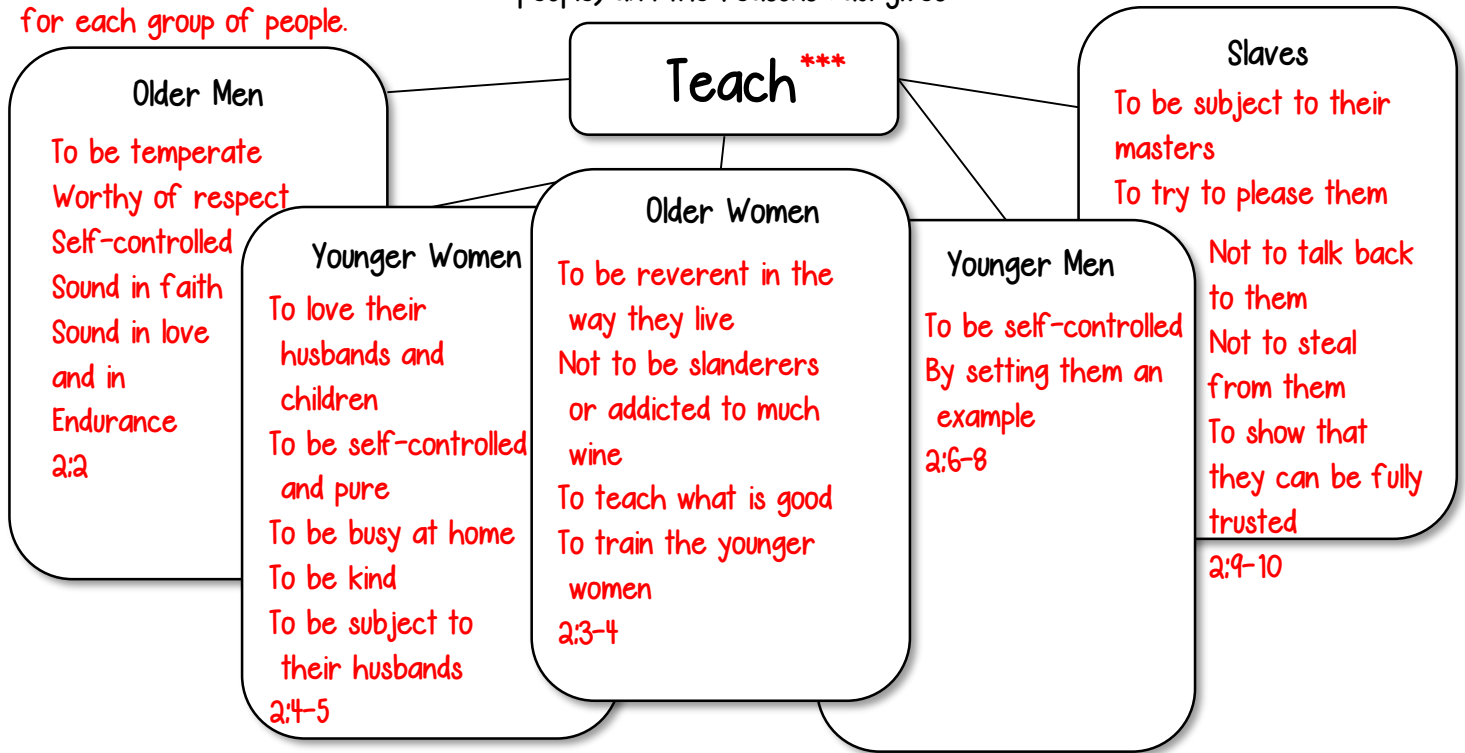 people, and the reasons Paul gives
for each group of people.
Teach***
Older Men
To be temperate
Worthy of respect
Self-controlled
Sound in faith
Sound in love
and in
Endurance
2:2
Younger Women
To love their
husbands and
children
To be self-controlled
and pure
To be busy at home
To be kind
To be subject to
their husbands
2:4-5
Older Women
To be reverent in the
way they live
Not to be slanderers
or addicted to much
wine
To teach what is good
To train the younger
women
2:3-4
Younger Men
To be self-controlled
By setting them an
example
2:6-8
Slaves
To be subject to their
masters
To try to please them
Not to talk back
to them
Not to steal
from them
To show that
they can be fully
trusted
2:9-10